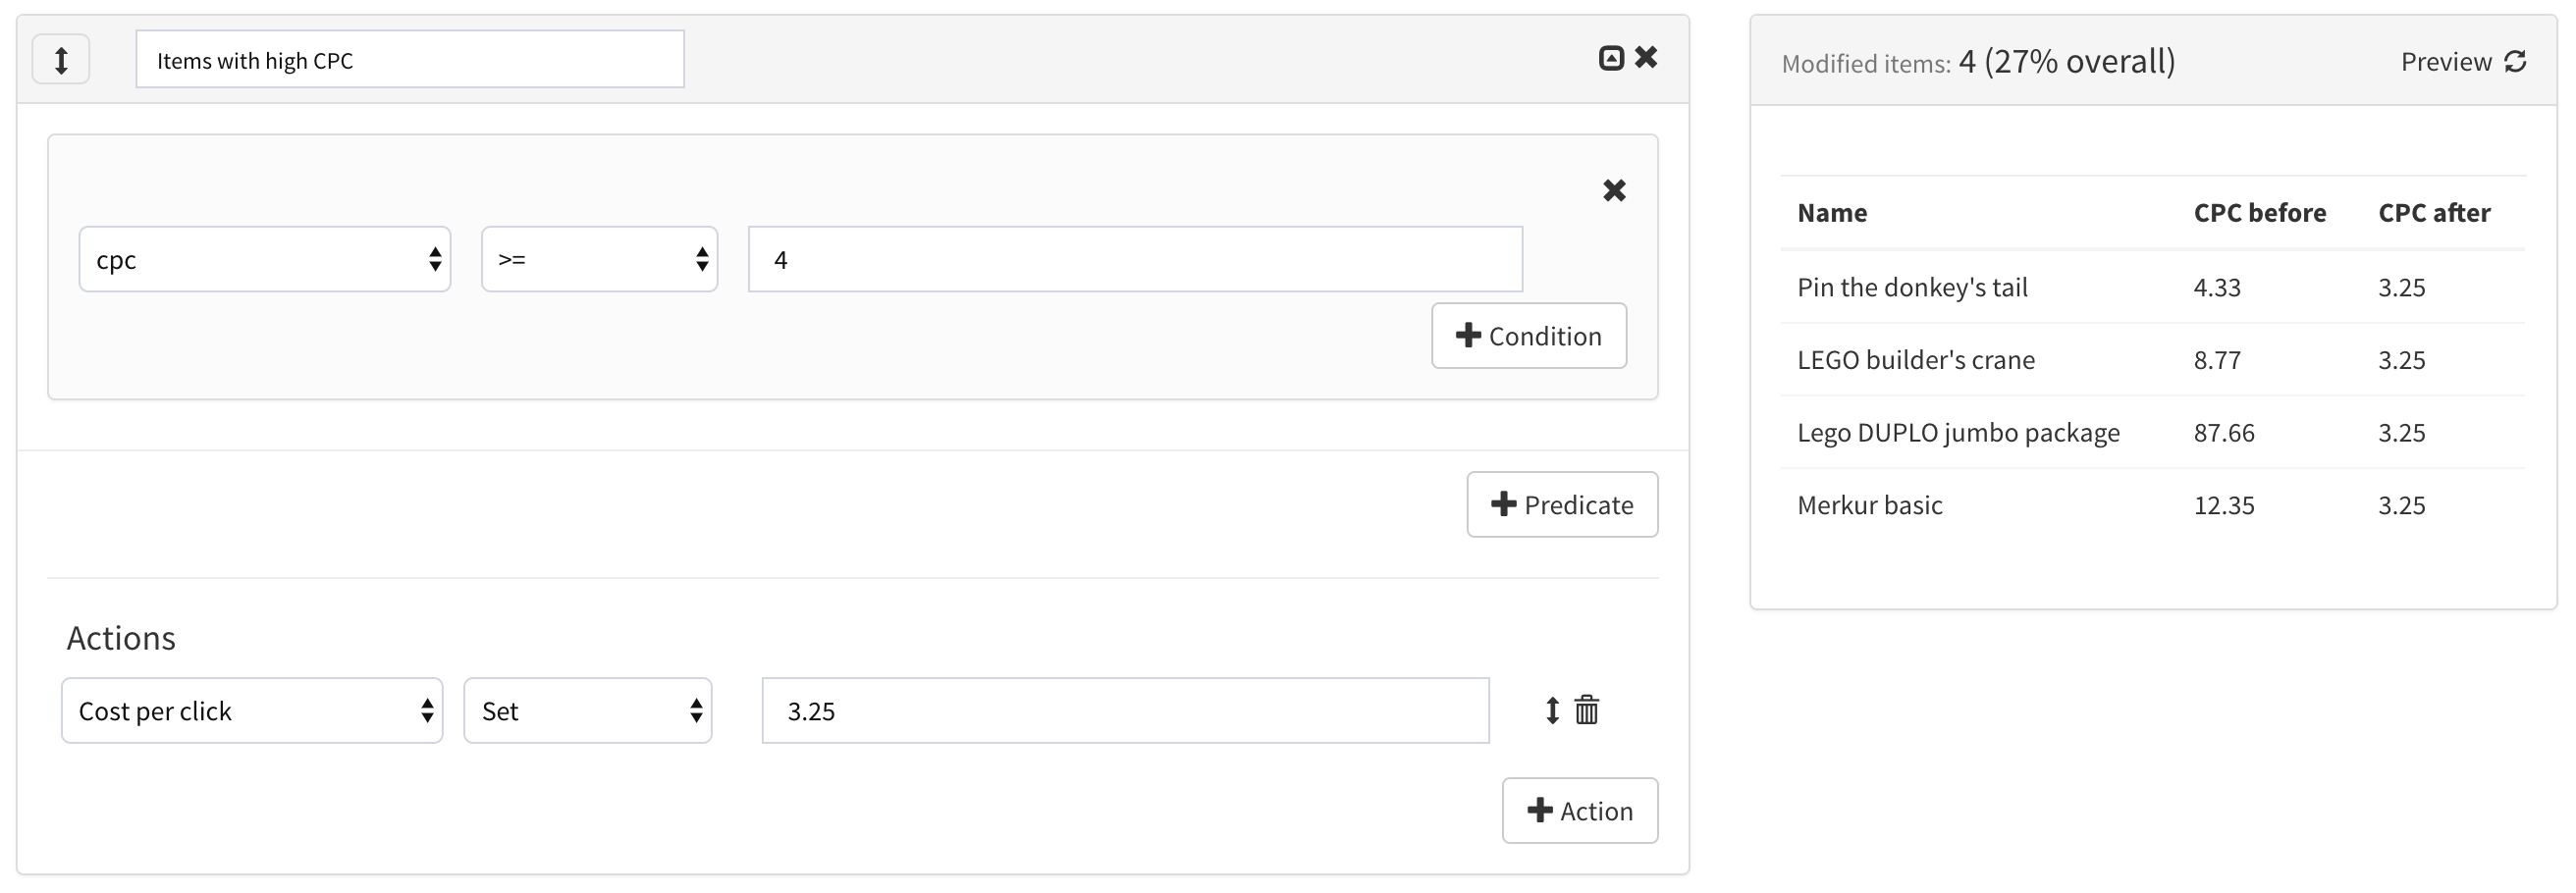 Items with high CPC
cpc >= 4
Condition
Predicate
Actions
Cost per click Set 3.25
Action
Modified items: 4 (27% overall) Preview
Name CPC before CPC after
Pin the donkey's tail 4.33 3.25
LEGO builder's crane 8.77 3.25
Lego DUPLO jumbo package 87.66 3.25
Merkur basic 12.35 3.25